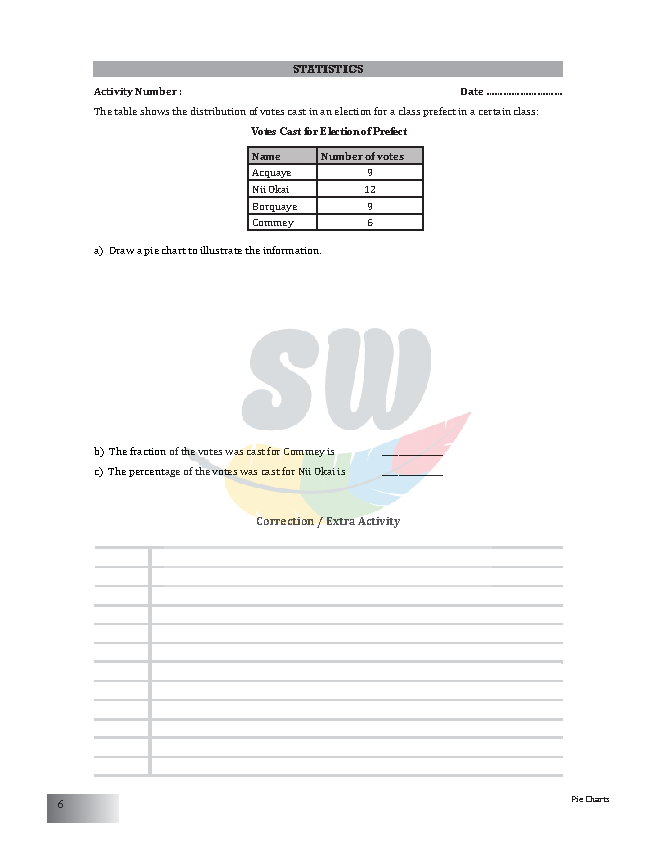 STATISTICS
Activity Number : Date ............................
The table shows the distribution of votes cast in an election for a class prefect in a certain class:
Votes Cast for Election of Prefect
Name Number of votes
Acquaye 9
Nii Okai 12
Borquaye 9
Commey 6
a) Draw a pie chart to illustrate the information.
SW
b) The fraction of the votes was cast for Commey is ____________
c) The percentage of the votes was cast for Nii Okai is ____________
Correction / Extra Activity
6 Pie Charts